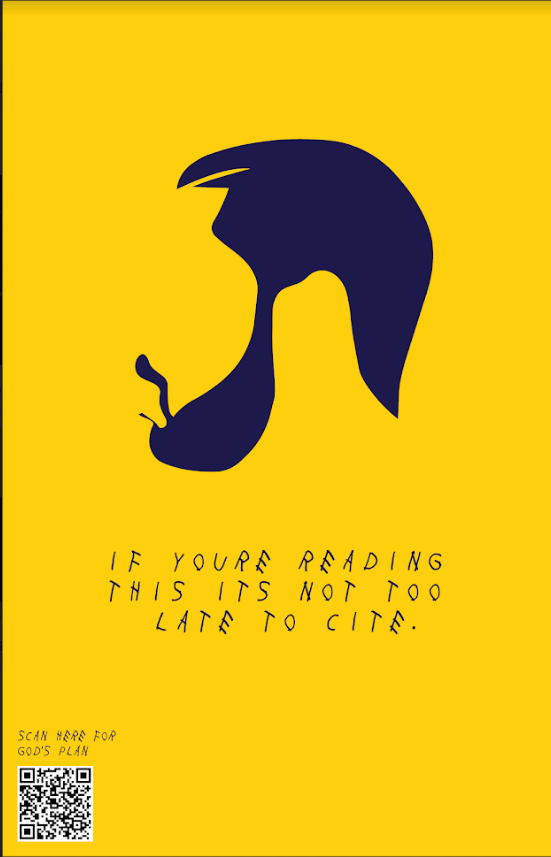 IF YOURE READING
THIS ITS NOT TOO
LATE TO CITE.
SCAN HERE FOR
GOD'S PLAN